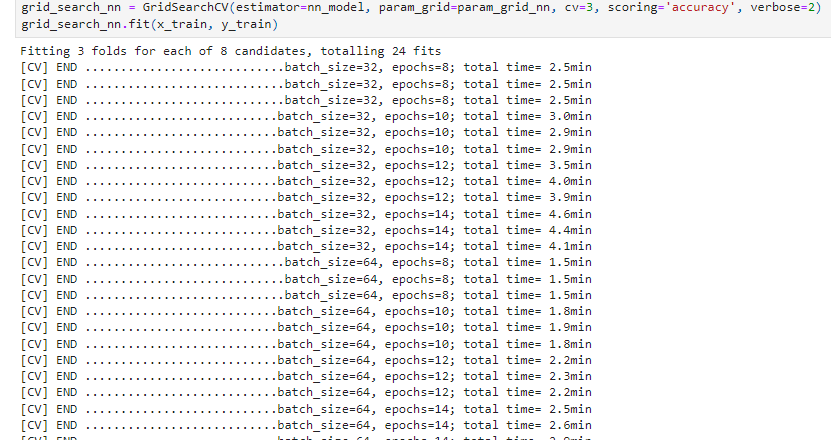 grid_search_nn = GridSearchCV(estimator=nn_model, param_grid=param_grid_nn, cv=3, scoring='accuracy', verbose=2)
grid_search_nn.fit(x_train, y_train)
Fitting 3 folds for each of 8 candidates, totalling 24 fits
[CV] END .............................batch_size=32, epochs=8; total time= 2.5min
[CV] END .............................batch_size=32, epochs=8; total time= 2.5min
[CV] END .............................batch_size=32, epochs=8; total time= 2.5min
[CV] END ............................batch_size=32, epochs=10; total time= 3.0min
[CV] END ............................batch_size=32, epochs=10; total time= 2.9min
[CV] END ............................batch_size=32, epochs=10; total time= 2.9min
[CV] END ............................batch_size=32, epochs=12; total time= 3.5min
[CV] END ............................batch_size=32, epochs=12; total time= 4.0min
[CV] END ............................batch_size=32, epochs=12; total time= 3.9min
[CV] END ............................batch_size=32, epochs=14; total time= 4.6min
[CV] END ............................batch_size=32, epochs=14; total time= 4.4min
[CV] END ............................batch_size=32, epochs=14; total time= 4.1min
[CV] END .............................batch_size=64, epochs=8; total time= 1.5min
[CV] END .............................batch_size=64, epochs=8; total time= 1.5min
[CV] END .............................batch_size=64, epochs=8; total time= 1.5min
[CV] END ............................batch_size=64, epochs=10; total time= 1.8min
[CV] END ............................batch_size=64, epochs=10; total time= 1.9min
[CV] END ............................batch_size=64, epochs=10; total time= 1.8min
[CV] END ............................batch_size=64, epochs=12; total time= 2.2min
[CV] END ............................batch_size=64, epochs=12; total time= 2.3min
[CV] END ............................batch_size=64, epochs=12; total time= 2.2min
[CV] END ............................batch_size=64, epochs=14; total time= 2.5min
[CV] END ............................batch_size=64, epochs=14; total time= 2.6min